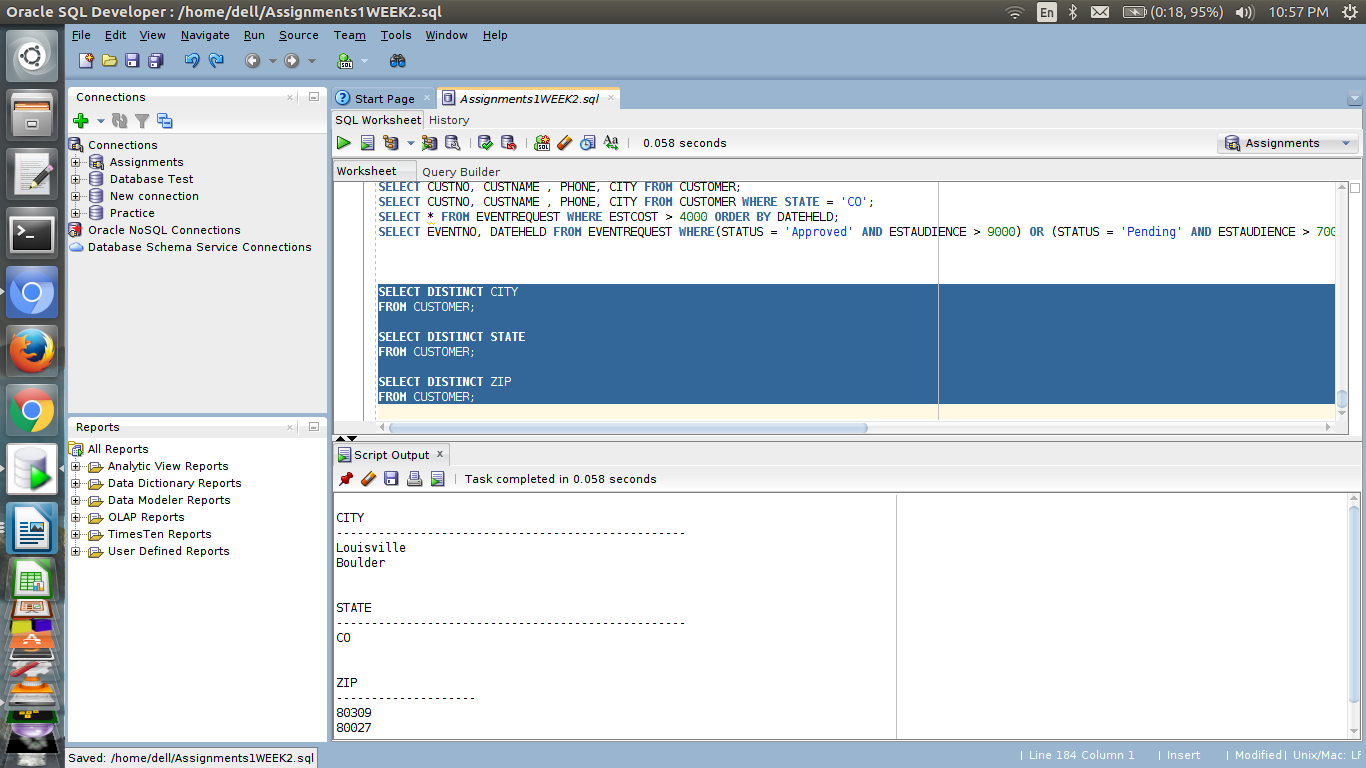 Oracle SQL Developer : /home/dell/Assignments1WEEK2.sql
En (0:18, 95%) 10:57 PM
File Edit View Navigate Run Source Team Tools Window Help
Connections
Connections
Assignments
Database Test
New connection
Practice
Oracle NoSQL Connections
Database Schema Service Connections
Reports
All Reports
Analytic View Reports
Data Dictionary Reports
Data Modeler Reports
OLAP Reports
TimesTen Reports
User Defined Reports
Start Page Assignments1WEEK2.sql
SQL Worksheet History
0.058 seconds Assignments
Worksheet Query Builder
SELECT CUSTNO, CUSTNAME , PHONE, CITY FROM CUSTOMER;
SELECT CUSTNO, CUSTNAME , PHONE, CITY FROM CUSTOMER WHERE STATE = 'CO';
SELECT * FROM EVENTREQUEST WHERE ESTCOST > 4000 ORDER BY DATEHELD;
SELECT EVENTNO, DATEHELD FROM EVENTREQUEST WHERE(STATUS = 'Approved' AND ESTAUDIENCE > 9000) OR (STATUS = 'Pending' AND ESTAUDIENCE > 700
SELECT DISTINCT CITY
FROM CUSTOMER;
SELECT DISTINCT STATE
FROM CUSTOMER;
SELECT DISTINCT ZIP
FROM CUSTOMER;
Script Output x
Task completed in 0.058 seconds
CITY
--------------------------------------------------
Louisville
Boulder
STATE
--------------------------------------------------
CO
ZIP
--------------------
80309
80027
Saved: /home/dell/Assignments1WEEK2.sql
| Line 184 Column 1 | Insert | Modified | Unix/Mac: LF